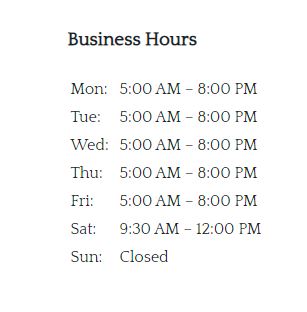 Business Hours
Mon: 5:00 AM – 8:00 PM
Tue: 5:00 AM – 8:00 PM
Wed: 5:00 AM – 8:00 PM
Thu: 5:00 AM – 8:00 PM
Fri: 5:00 AM – 8:00 PM
Sat: 9:30 AM – 12:00 PM
Sun: Closed